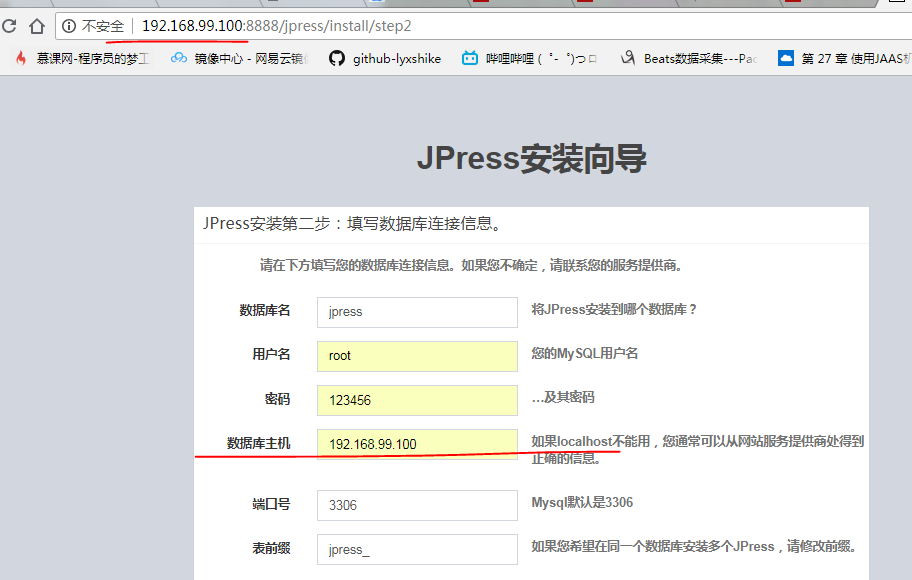 不安全 192.168.99.100:8888/jpress/install/step2
慕课网-程序员的梦工 镜像中心 - 网易云镜 github-lyxshike 哔哩哔哩 ( ゜- ゜)つロ Beats数据采集---Pac 第 27 章 使用JAAS机
JPress安装向导
JPress安装第二步：填写数据库连接信息。
请在下方填写您的数据库连接信息。如果您不确定，请联系您的服务提供商。
数据库名 jpress 将JPress安装到哪个数据库？
用户名 root 您的MySQL用户名
密码 123456 …及其密码
数据库主机 192.168.99.100 如果localhost不能用，您通常可以从网站服务提供商处得到
正确的信息。
端口号 3306 Mysql默认是3306
表前缀 jpress_ 如果您希望在同一个数据库安装多个JPress，请修改前缀。